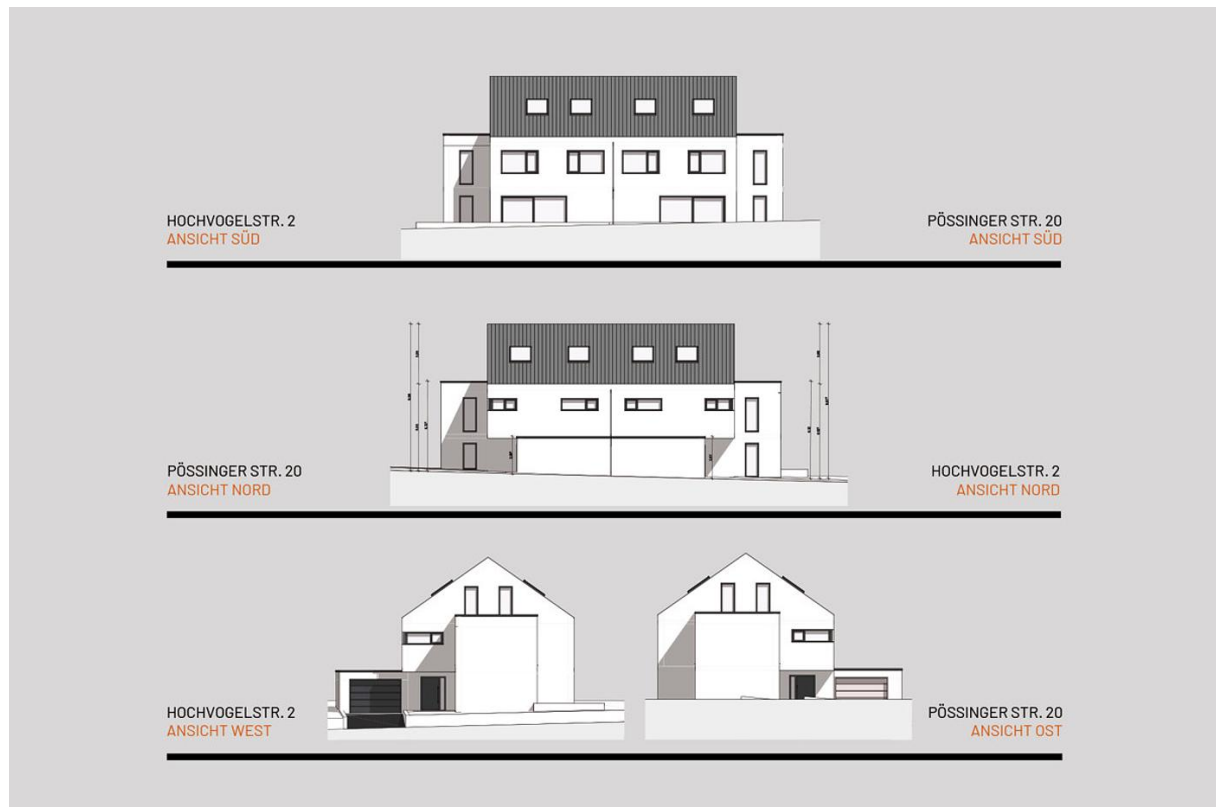 HOCHVOGELSTR. 2
ANSICHT SÜD
PÖSSINGER STR. 20
ANSICHT SÜD
PÖSSINGER STR. 20
ANSICHT NORD
HOCHVOGELSTR. 2
ANSICHT NORD
HOCHVOGELSTR. 2
ANSICHT WEST
PÖSSINGER STR. 20
ANSICHT OST